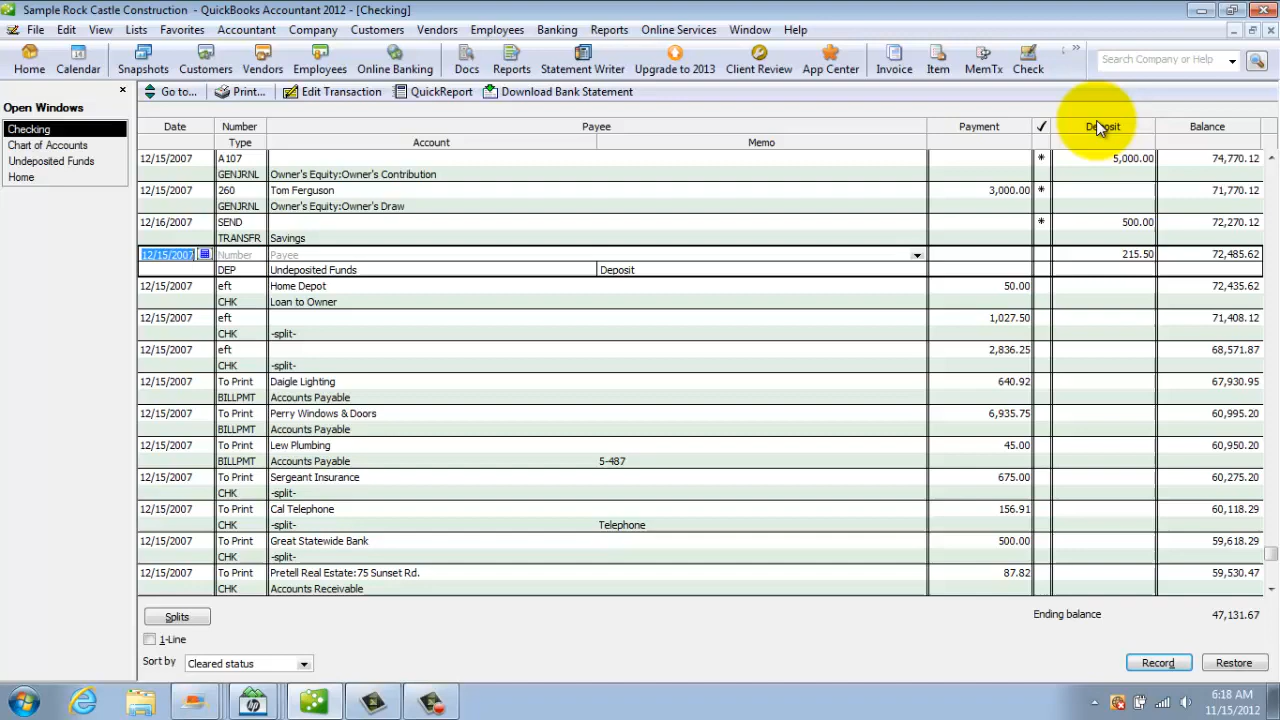 Sample Rock Castle Construction - QuickBooks Accountant 2012 - [Checking]
File Edit View Lists Favorites Accountant Company Customers Vendors Employees Banking Reports Online Services Window Help
Home Calendar Snapshots Customers Vendors Employees Online Banking Docs Reports Statement Writer Upgrade to 2013 Client Review App Center Invoice Item MemTx Check Search Company or Help
Open Windows
Checking
Chart of Accounts
Undeposited Funds
Home
Go to... Print... Edit Transaction QuickReport Download Bank Statement
Date Number Payee Payment ✓ Deposit Balance
Type Account Memo
12/15/2007 A107 * 5,000.00 74,770.12
GENJRNL Owner's Equity:Owner's Contribution
12/15/2007 260 Tom Ferguson 3,000.00 * 71,770.12
GENJRNL Owner's Equity:Owner's Draw
12/16/2007 SEND * 500.00 72,270.12
TRANSFR Savings
12/15/2007 Number Payee 215.50 72,485.62
DEP Undeposited Funds Deposit
12/15/2007 eft Home Depot 50.00 72,435.62
CHK Loan to Owner
12/15/2007 eft 1,027.50 71,408.12
CHK -split-
12/15/2007 eft 2,836.25 68,571.87
CHK -split-
12/15/2007 To Print Daigle Lighting 640.92 67,930.95
BILLPMT Accounts Payable
12/15/2007 To Print Perry Windows & Doors 6,935.75 60,995.20
BILLPMT Accounts Payable
12/15/2007 To Print Lew Plumbing 45.00 60,950.20
BILLPMT Accounts Payable 5-487
12/15/2007 To Print Sergeant Insurance 675.00 60,275.20
CHK -split-
12/15/2007 To Print Cal Telephone 156.91 60,118.29
CHK -split- Telephone
12/15/2007 To Print Great Statewide Bank 500.00 59,618.29
CHK -split-
12/15/2007 To Print Pretell Real Estate:75 Sunset Rd. 87.82 59,530.47
CHK Accounts Receivable
Splits Ending balance 47,131.67
1-Line
Sort by Cleared status Record Restore
6:18 AM
11/15/2012